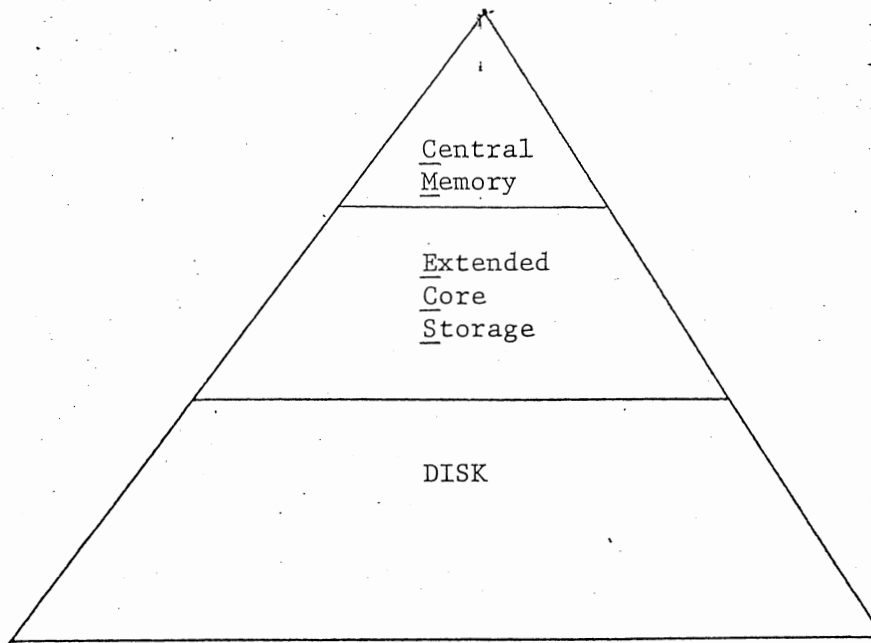 Central
Memory
Extended
Core
Storage
DISK